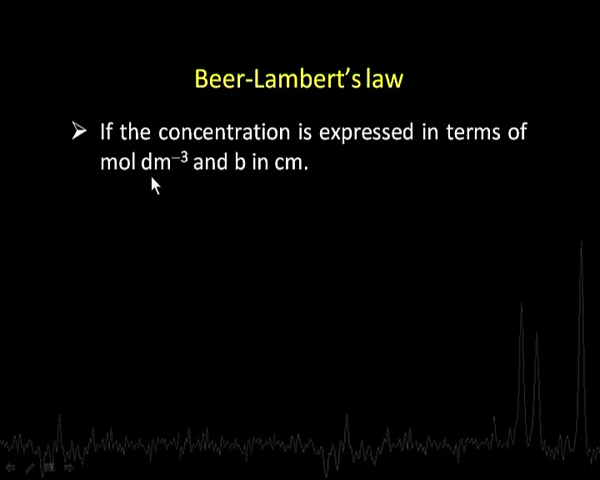 Beer-Lambert's law
➤ If the concentration is expressed in terms of
mol dm⁻³ and b in cm.